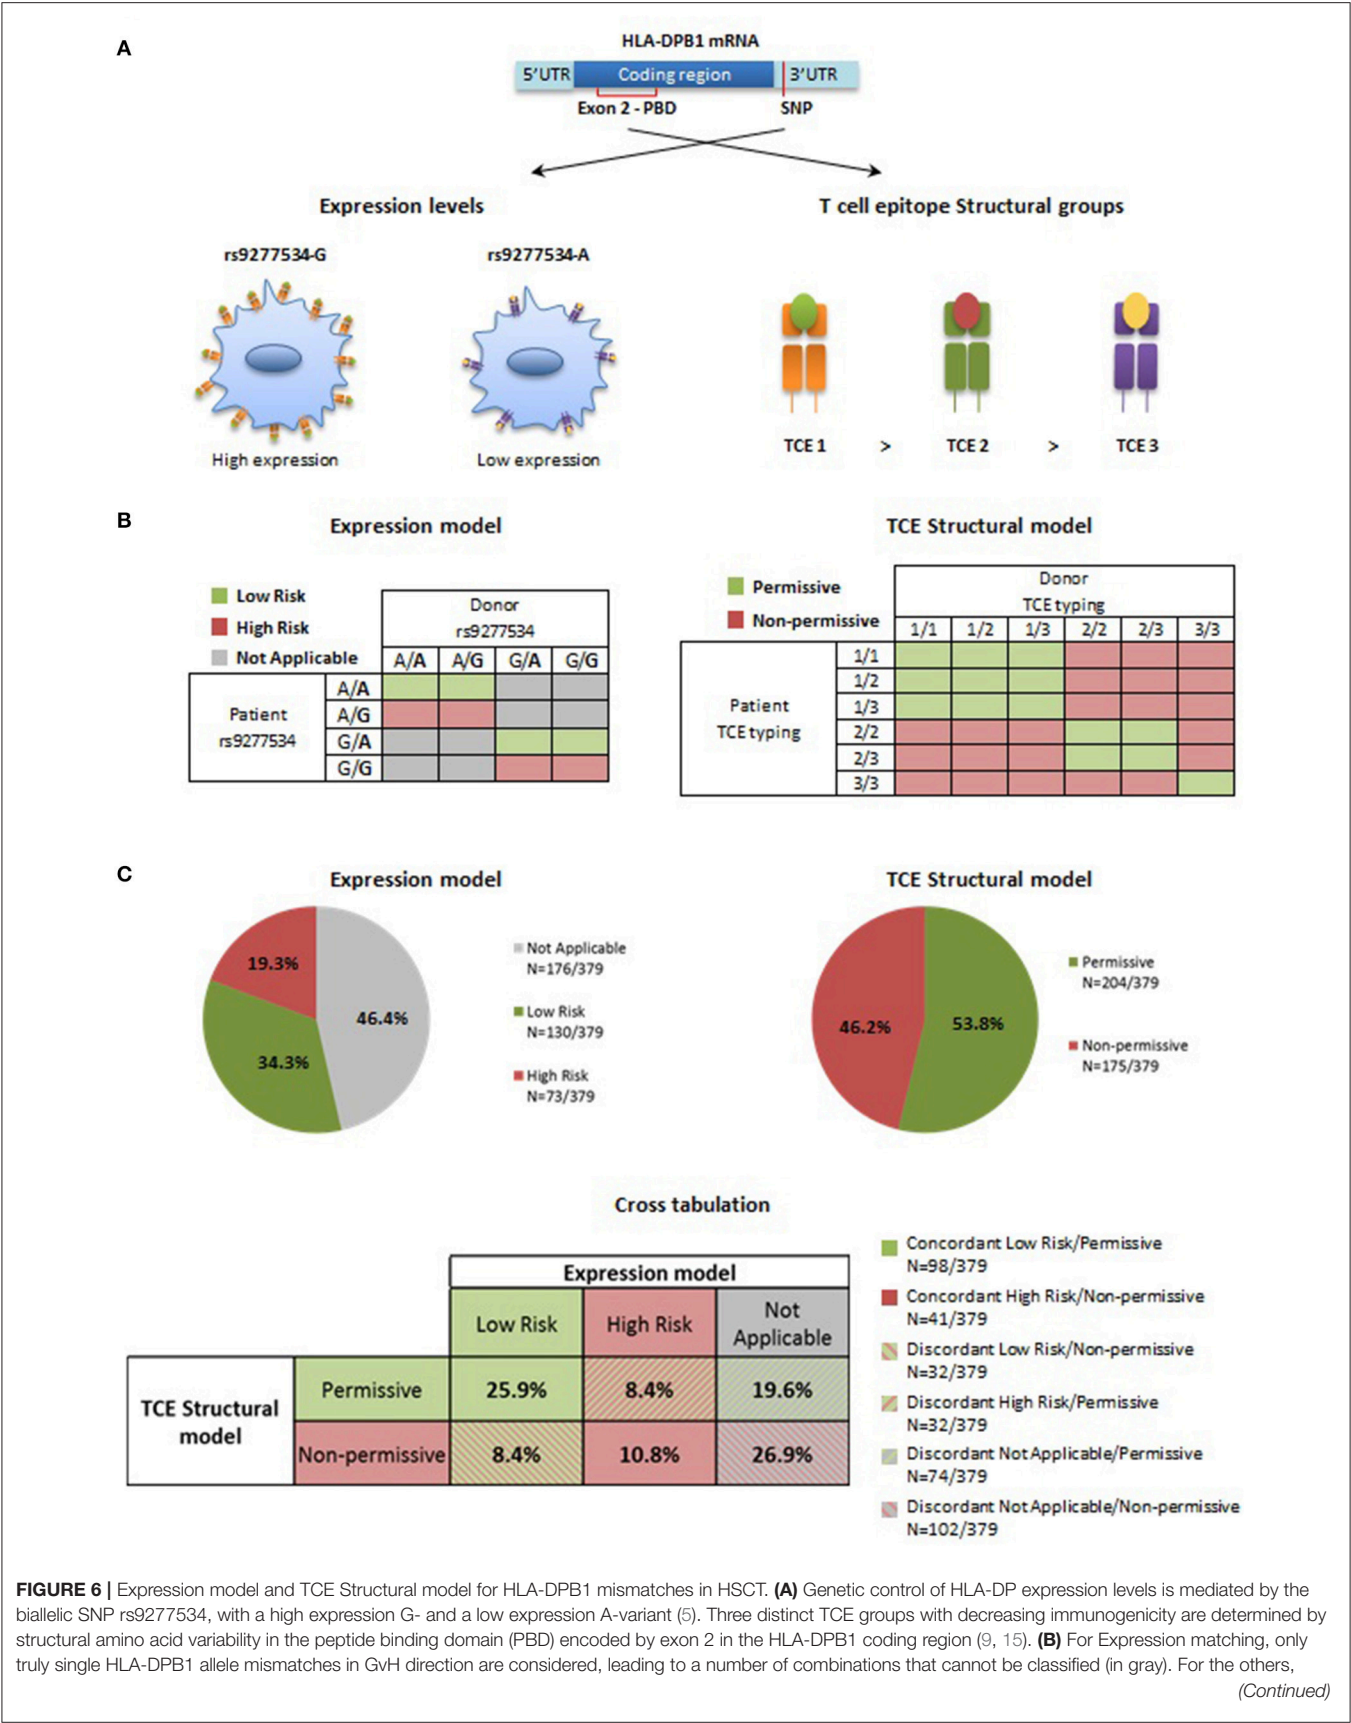 A
HLA-DPB1 mRNA
5'UTR Coding region 3'UTR
Exon 2 - PBD SNP
Expression levels
T cell epitope Structural groups
rs9277534-G
rs9277534-A
High expression
Low expression
TCE 1 > TCE 2 > TCE 3
B
Expression model
TCE Structural model
Low Risk
High Risk
Not Applicable
Donor
rs9277534
A/A A/G G/A G/G
Patient
rs9277534
A/A
A/G
G/A
G/G
Permissive
Non-permissive
Donor
TCE typing
1/1 1/2 1/3 2/2 2/3 3/3
Patient
TCE typing
1/1
1/2
1/3
2/2
2/3
3/3
C
Expression model
19.3%
46.4%
34.3%
Not Applicable
N=176/379
Low Risk
N=130/379
High Risk
N=73/379
TCE Structural model
46.2%
53.8%
Permissive
N=204/379
Non-permissive
N=175/379
Cross tabulation
Expression model
Low Risk High Risk Not
Applicable
TCE Structural
model
Permissive 25.9% 8.4% 19.6%
Non-permissive 8.4% 10.8% 26.9%
Concordant Low Risk/Permissive
N=98/379
Concordant High Risk/Non-permissive
N=41/379
Discordant Low Risk/Non-permissive
N=32/379
Discordant High Risk/Permissive
N=32/379
Discordant Not Applicable/Permissive
N=74/379
Discordant Not Applicable/Non-permissive
N=102/379
FIGURE 6 | Expression model and TCE Structural model for HLA-DPB1 mismatches in HSCT. (A) Genetic control of HLA-DP expression levels is mediated by the
biallelic SNP rs9277534, with a high expression G- and a low expression A-variant (5). Three distinct TCE groups with decreasing immunogenicity are determined by
structural amino acid variability in the peptide binding domain (PBD) encoded by exon 2 in the HLA-DPB1 coding region (9, 15). (B) For Expression matching, only
truly single HLA-DPB1 allele mismatches in GvH direction are considered, leading to a number of combinations that cannot be classified (in gray). For the others,
(Continued)